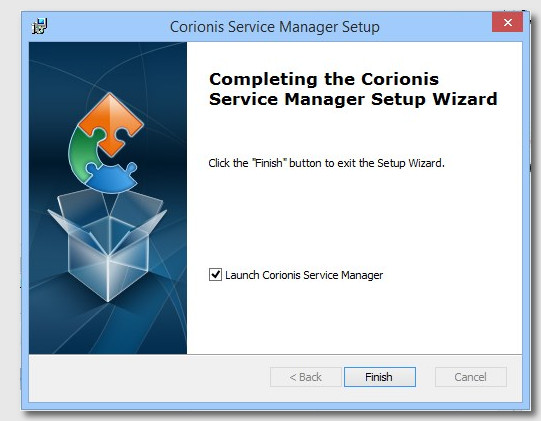 Corionis Service Manager Setup
Completing the Corionis
Service Manager Setup Wizard
Click the "Finish" button to exit the Setup Wizard.
Launch Corionis Service Manager
< Back
Finish
Cancel